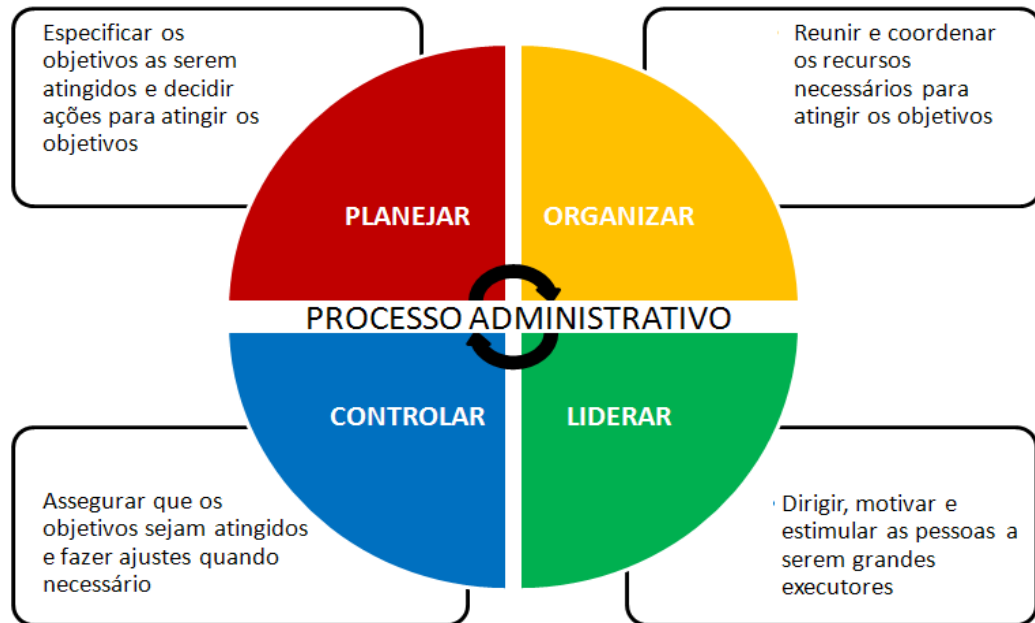 Especificar os
objetivos as serem
atingidos e decidir
ações para atingir os
objetivos
Reunir e coordenar
os recursos
necessários para
atingir os objetivos
PLANEJAR
ORGANIZAR
PROCESSO ADMINISTRATIVO
CONTROLAR
LIDERAR
Assegurar que os
objetivos sejam atingidos
e fazer ajustes quando
necessário
Dirigir, motivar e
estimular as pessoas a
serem grandes
executores